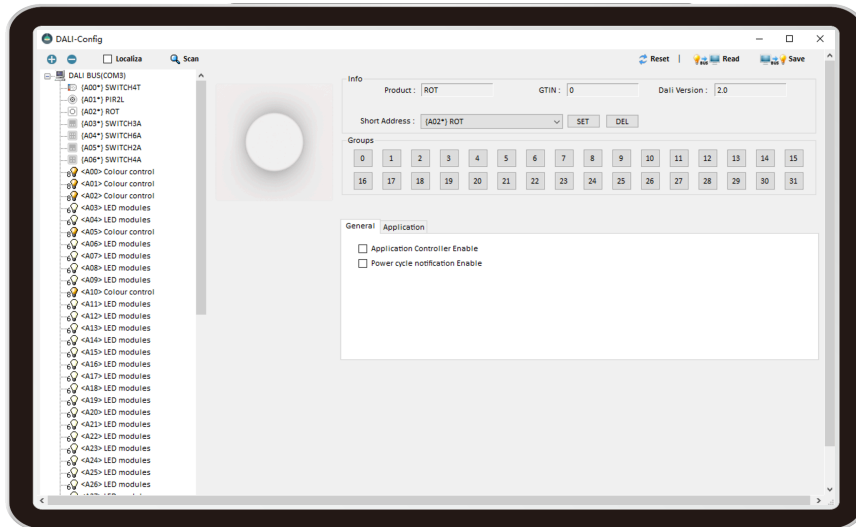 DALI-Config
Localiza Scan Reset | Read Save
DALI BUS(COM3)
{A00*} SWITCH4T
{A01*} PIR2L
{A02*} ROT
{A03*} SWITCH3A
{A04*} SWITCH6A
{A05*} SWITCH2A
{A06*} SWITCH4A
<A00> Colour control
<A01> Colour control
<A02> Colour control
<A03> LED modules
<A04> LED modules
<A05> Colour control
<A06> LED modules
<A07> LED modules
<A08> LED modules
<A09> LED modules
<A10> Colour control
<A11> LED modules
<A12> LED modules
<A13> LED modules
<A14> LED modules
<A15> LED modules
<A16> LED modules
<A17> LED modules
<A18> LED modules
<A19> LED modules
<A20> LED modules
<A21> LED modules
<A22> LED modules
<A23> LED modules
<A24> LED modules
<A25> LED modules
<A26> LED modules
Info
Product : ROT GTIN : 0 Dali Version : 2.0
Short Address : {A02*} ROT SET DEL
Groups
0 1 2 3 4 5 6 7 8 9 10 11 12 13 14 15
16 17 18 19 20 21 22 23 24 25 26 27 28 29 30 31
General Application
Application Controller Enable
Power cycle notification Enable